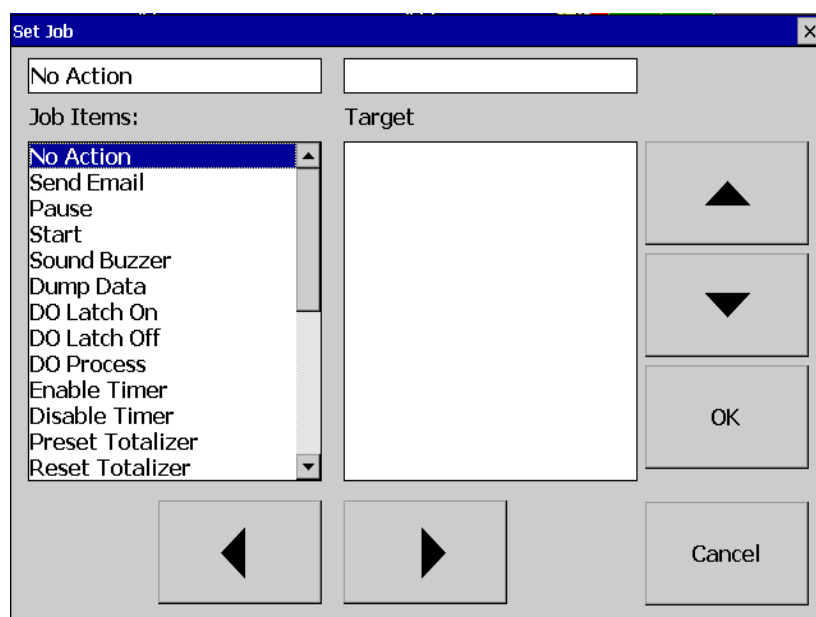 Set Job
No Action
Job Items:
Target
No Action
Send Email
Pause
Start
Sound Buzzer
Dump Data
DO Latch On
DO Latch Off
DO Process
Enable Timer
Disable Timer
Preset Totalizer
Reset Totalizer
OK
Cancel